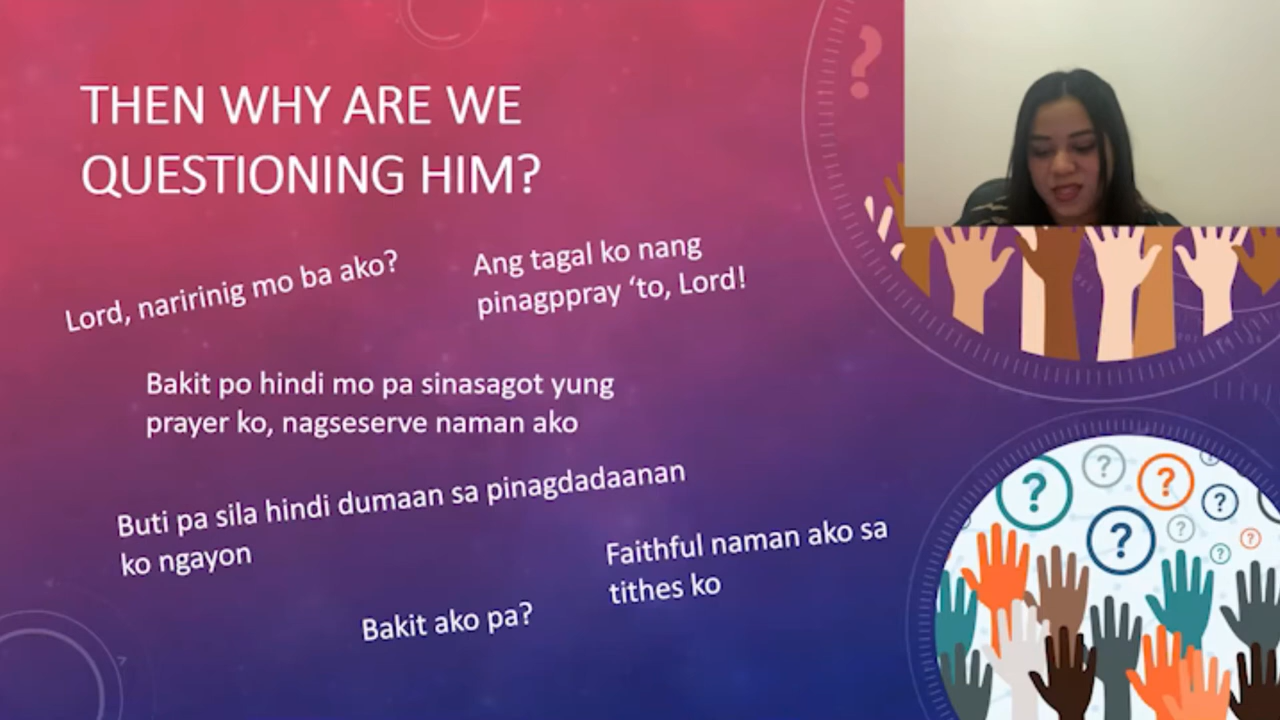 THEN WHY ARE WE
QUESTIONING HIM?
Lord, naririnig mo ba ako?
Ang tagal ko nang
pinagppray ‘to, Lord!
Bakit po hindi mo pa sinasagot yung
prayer ko, nagseserve naman ako
Buti pa sila hindi dumaan sa pinagdadaanan
ko ngayon
Faithful naman ako sa
tithes ko
Bakit ako pa?